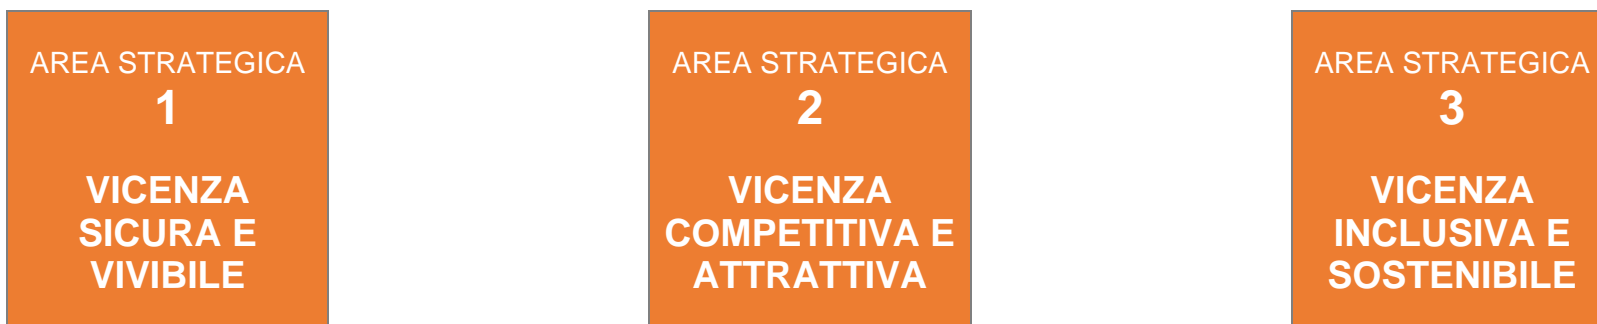 AREA STRATEGICA
1
VICENZA
SICURA E
VIVIBILE
AREA STRATEGICA
2
VICENZA
COMPETITIVA E
ATTRATTIVA
AREA STRATEGICA
3
VICENZA
INCLUSIVA E
SOSTENIBILE